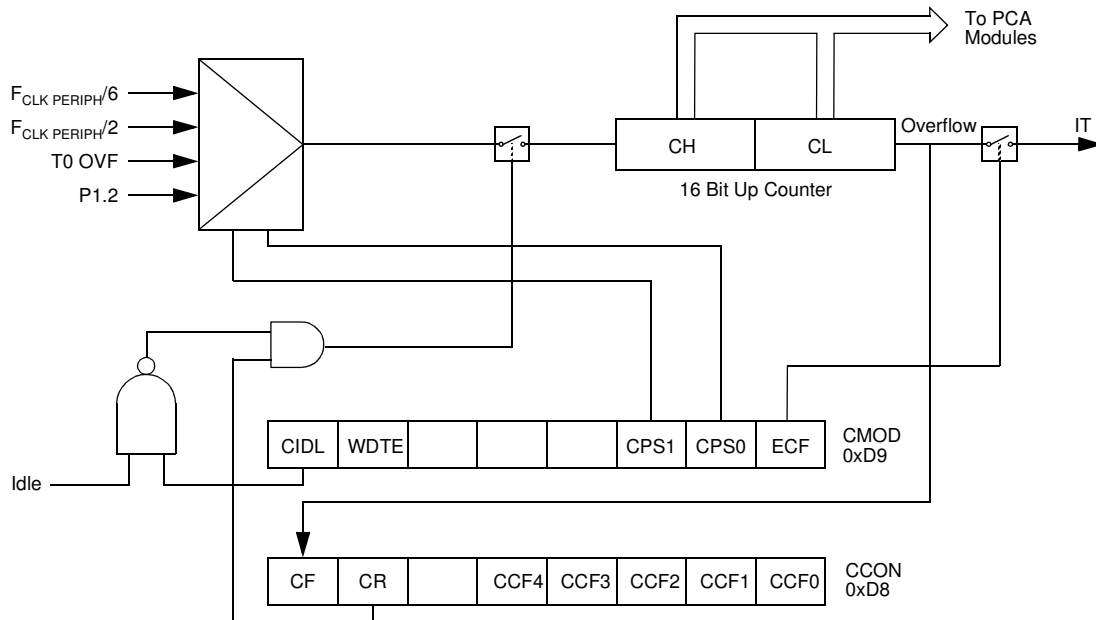 To PCA
Modules
FCLK PERIPH/6
FCLK PERIPH/2
T0 OVF
P1.2
CH
CL
Overflow
IT
16 Bit Up Counter
CIDL
WDTE
CPS1
CPS0
ECF
CMOD
0xD9
Idle
CF
CR
CCF4
CCF3
CCF2
CCF1
CCF0
CCON
0xD8